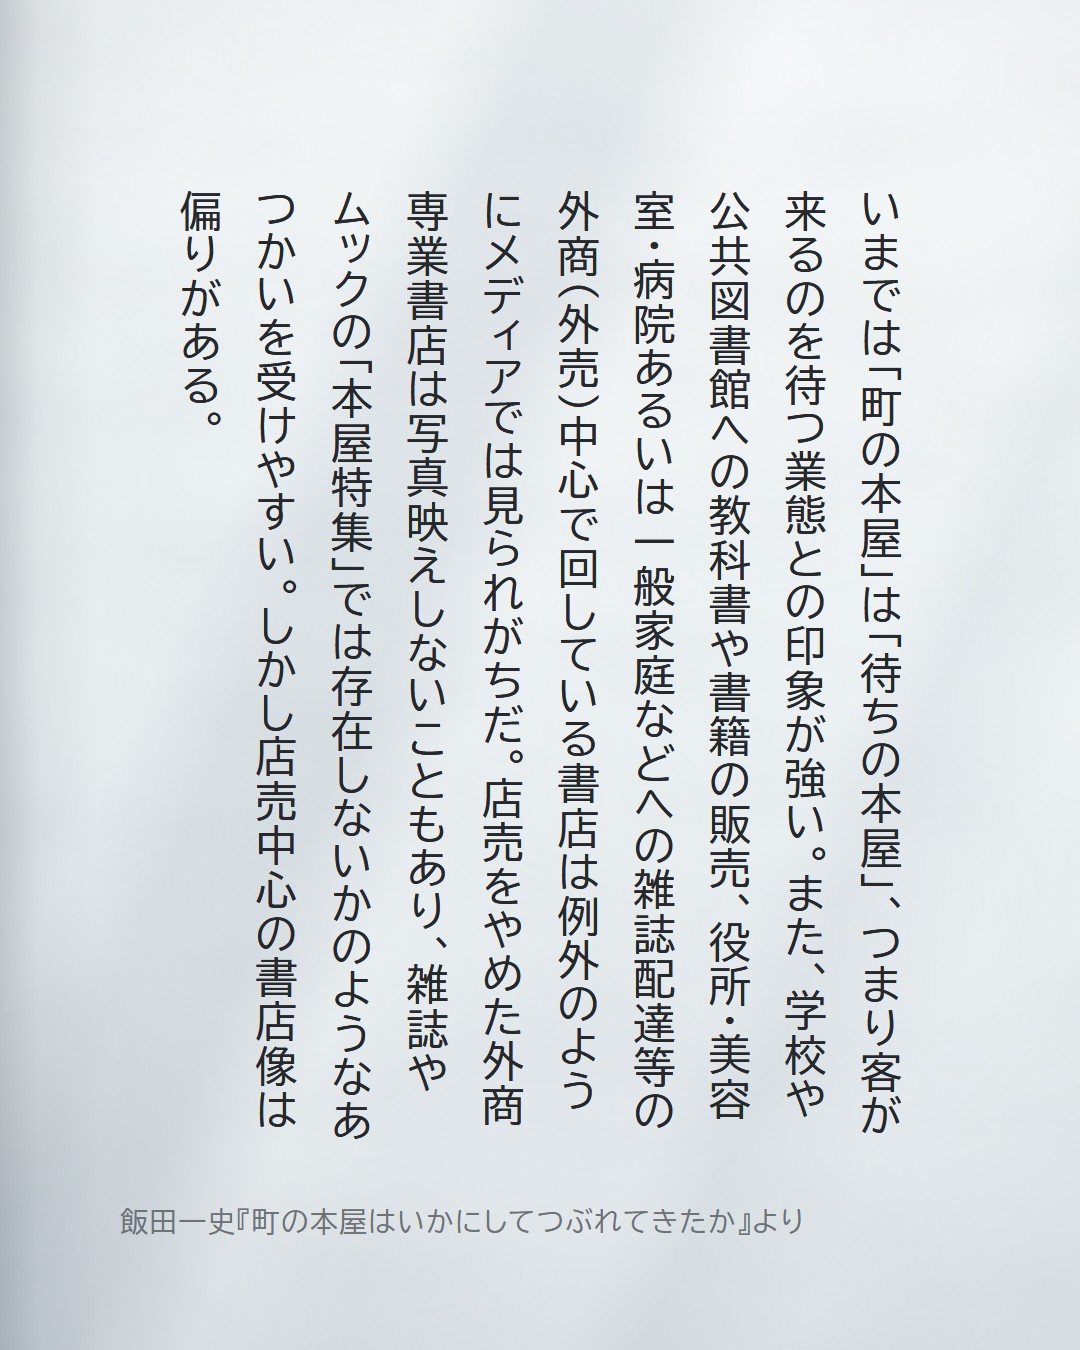 いまでは「町の本屋」は「待ちの本屋」、つまり客が
来るのを待つ業態との印象が強い。また、学校や
公共図書館への教科書や書籍の販売、役所・美容
室・病院あるいは一般家庭などへの雑誌配達等の
外商（外売）中心で回している書店は例外のよう
にメディアでは見られがちだ。店売をやめた外商
専業書店は写真映えしないこともあり、雑誌や
ムックの「本屋特集」では存在しないかのようなあ
つかいを受けやすい。しかし店売中心の書店像は
偏りがある。
飯田一史『町の本屋はいかにしてつぶれてきたか』より